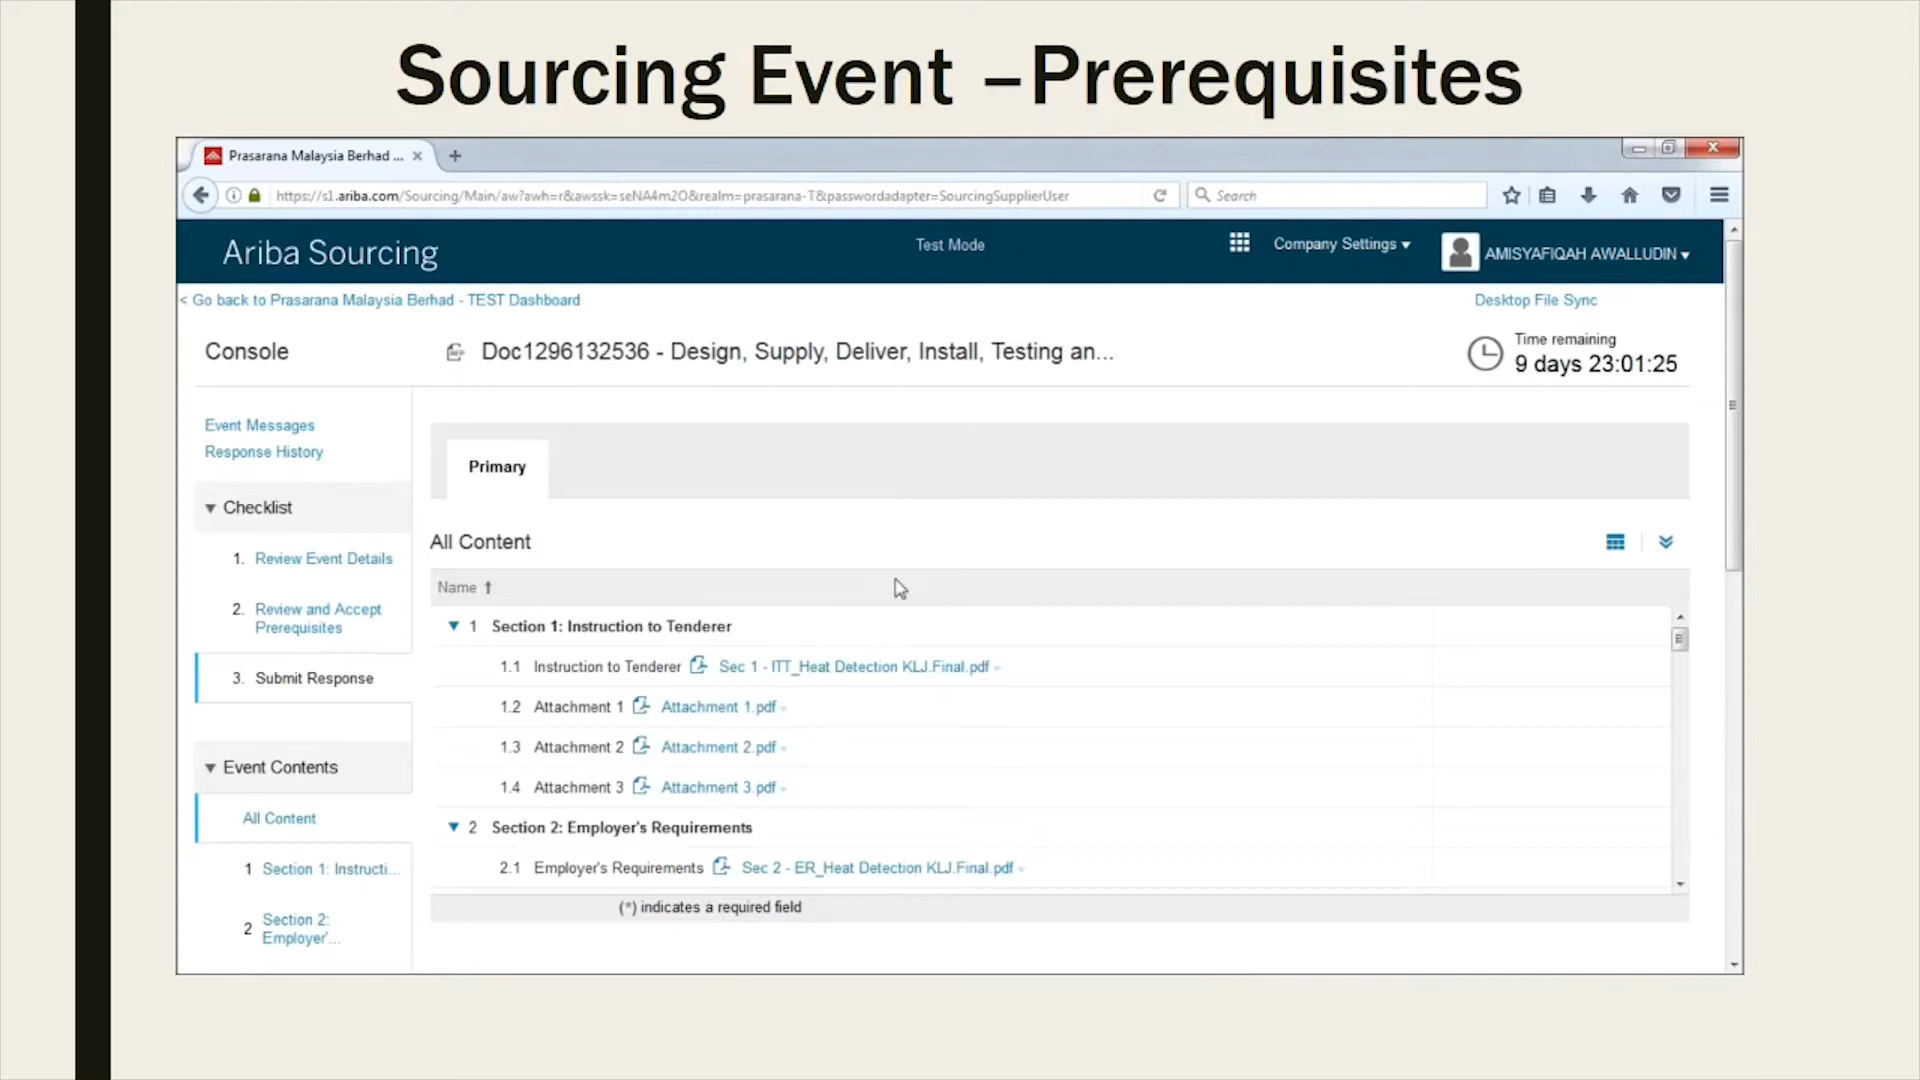 Sourcing Event –Prerequisites
Prasarana Malaysia Berhad ...
https://s1.ariba.com/Sourcing/Main/aw?awh=r&awssk=seNA4m2O&realm=prasarana-T&passwordadapter=SourcingSupplierUser
Search
Ariba Sourcing
Test Mode
Company Settings
AMISYAFIQAH AWALLUDIN
< Go back to Prasarana Malaysia Berhad - TEST Dashboard
Desktop File Sync
Console
Doc1296132536 - Design, Supply, Deliver, Install, Testing an...
Time remaining
9 days 23:01:25
Event Messages
Response History
Checklist
1. Review Event Details
2. Review and Accept
Prerequisites
3. Submit Response
Event Contents
All Content
1 Section 1: Instructi...
2 Section 2:
Employer'...
Primary
All Content
Name ↑
1 Section 1: Instruction to Tenderer
1.1 Instruction to Tenderer Sec 1 - ITT_Heat Detection KLJ.Final.pdf
1.2 Attachment 1 Attachment 1.pdf
1.3 Attachment 2 Attachment 2.pdf
1.4 Attachment 3 Attachment 3.pdf
2 Section 2: Employer's Requirements
2.1 Employer's Requirements Sec 2 - ER_Heat Detection KLJ.Final.pdf
(*) indicates a required field